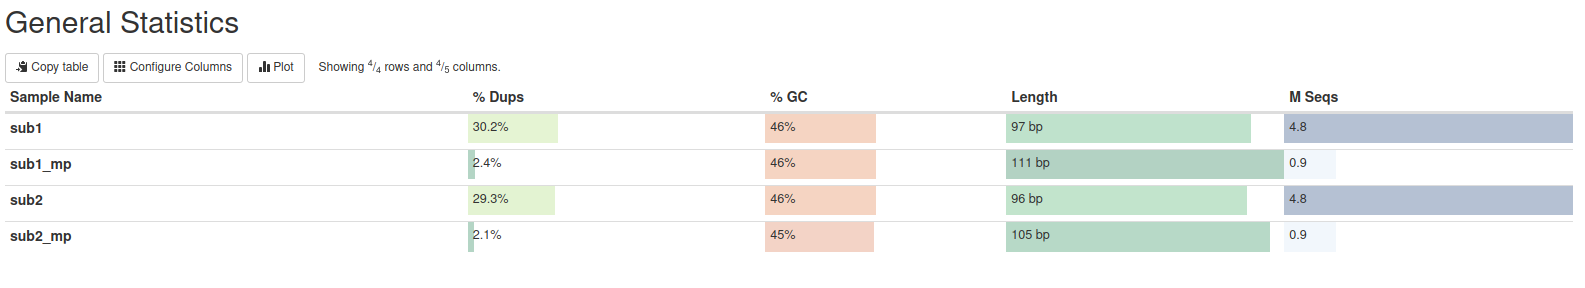 General Statistics
Copy table Configure Columns Plot Showing 4/4 rows and 4/5 columns.
Sample Name % Dups % GC Length M Seqs
sub1 30.2% 46% 97 bp 4.8
sub1_mp 2.4% 46% 111 bp 0.9
sub2 29.3% 46% 96 bp 4.8
sub2_mp 2.1% 45% 105 bp 0.9